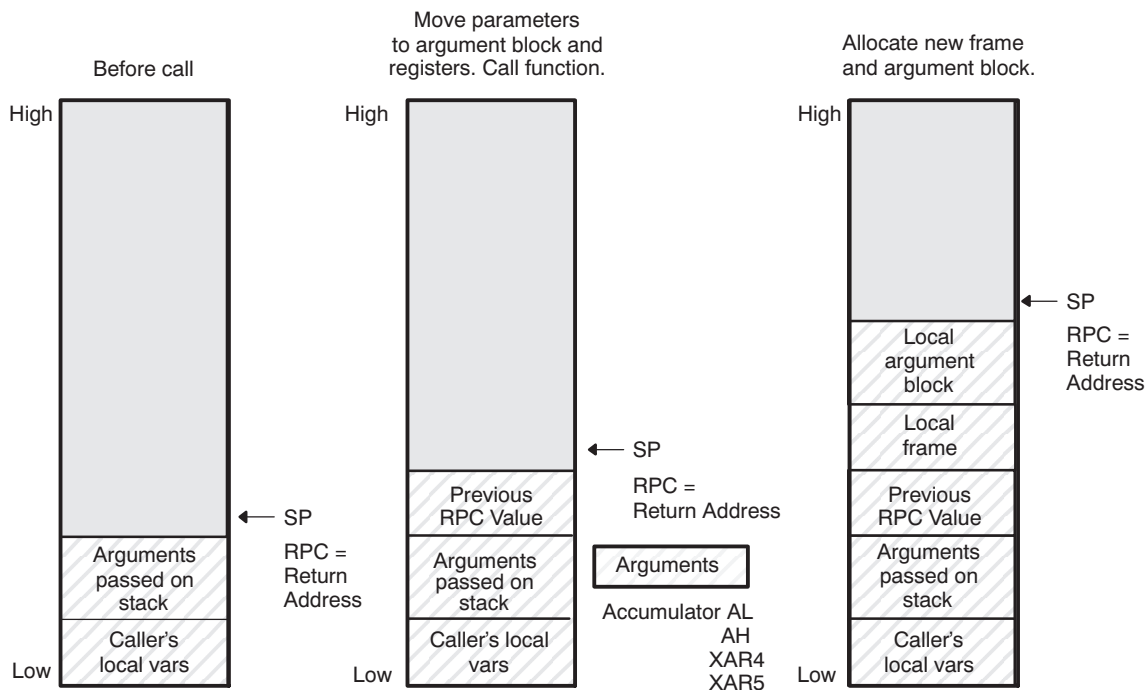 Before call
High
SP
RPC =
Return
Address
Arguments
passed on
stack
Caller's
local vars
Low
Move parameters
to argument block and
registers. Call function.
High
SP
RPC =
Return Address
Previous
RPC Value
Arguments
passed on
stack
Caller's local
vars
Low
Arguments
Accumulator AL
AH
XAR4
XAR5
Allocate new frame
and argument block.
High
SP
RPC =
Return
Address
Local
argument
block
Local
frame
Previous
RPC Value
Arguments
passed on
stack
Caller's
local vars
Low